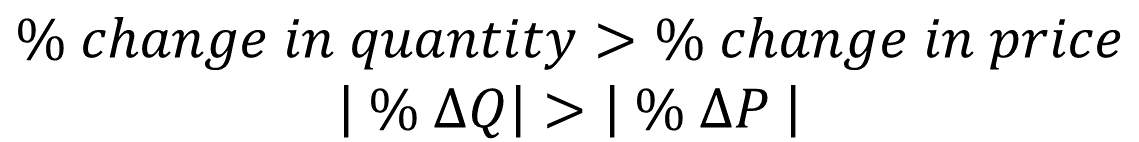 % change in quantity > % change in price
| % ΔQ| > | % ΔP |